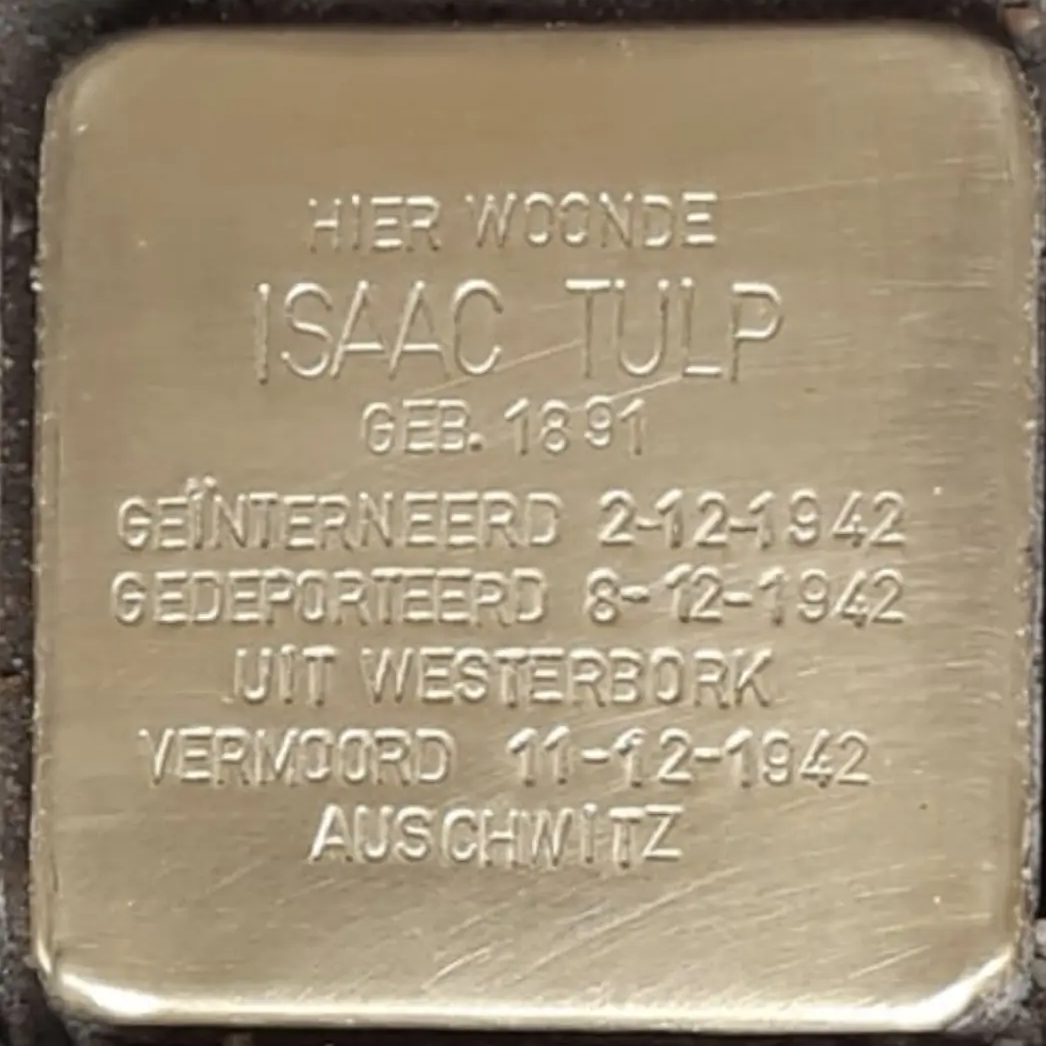 HIER WOONDE
ISAAC TULP
GEB. 1891
GEÏNTERNEERD 2-12-1942
GEDEPORTEERD 8-12-1942
UIT WESTERBORK
VERMOORD 11-12-1942
AUSCHWITZ